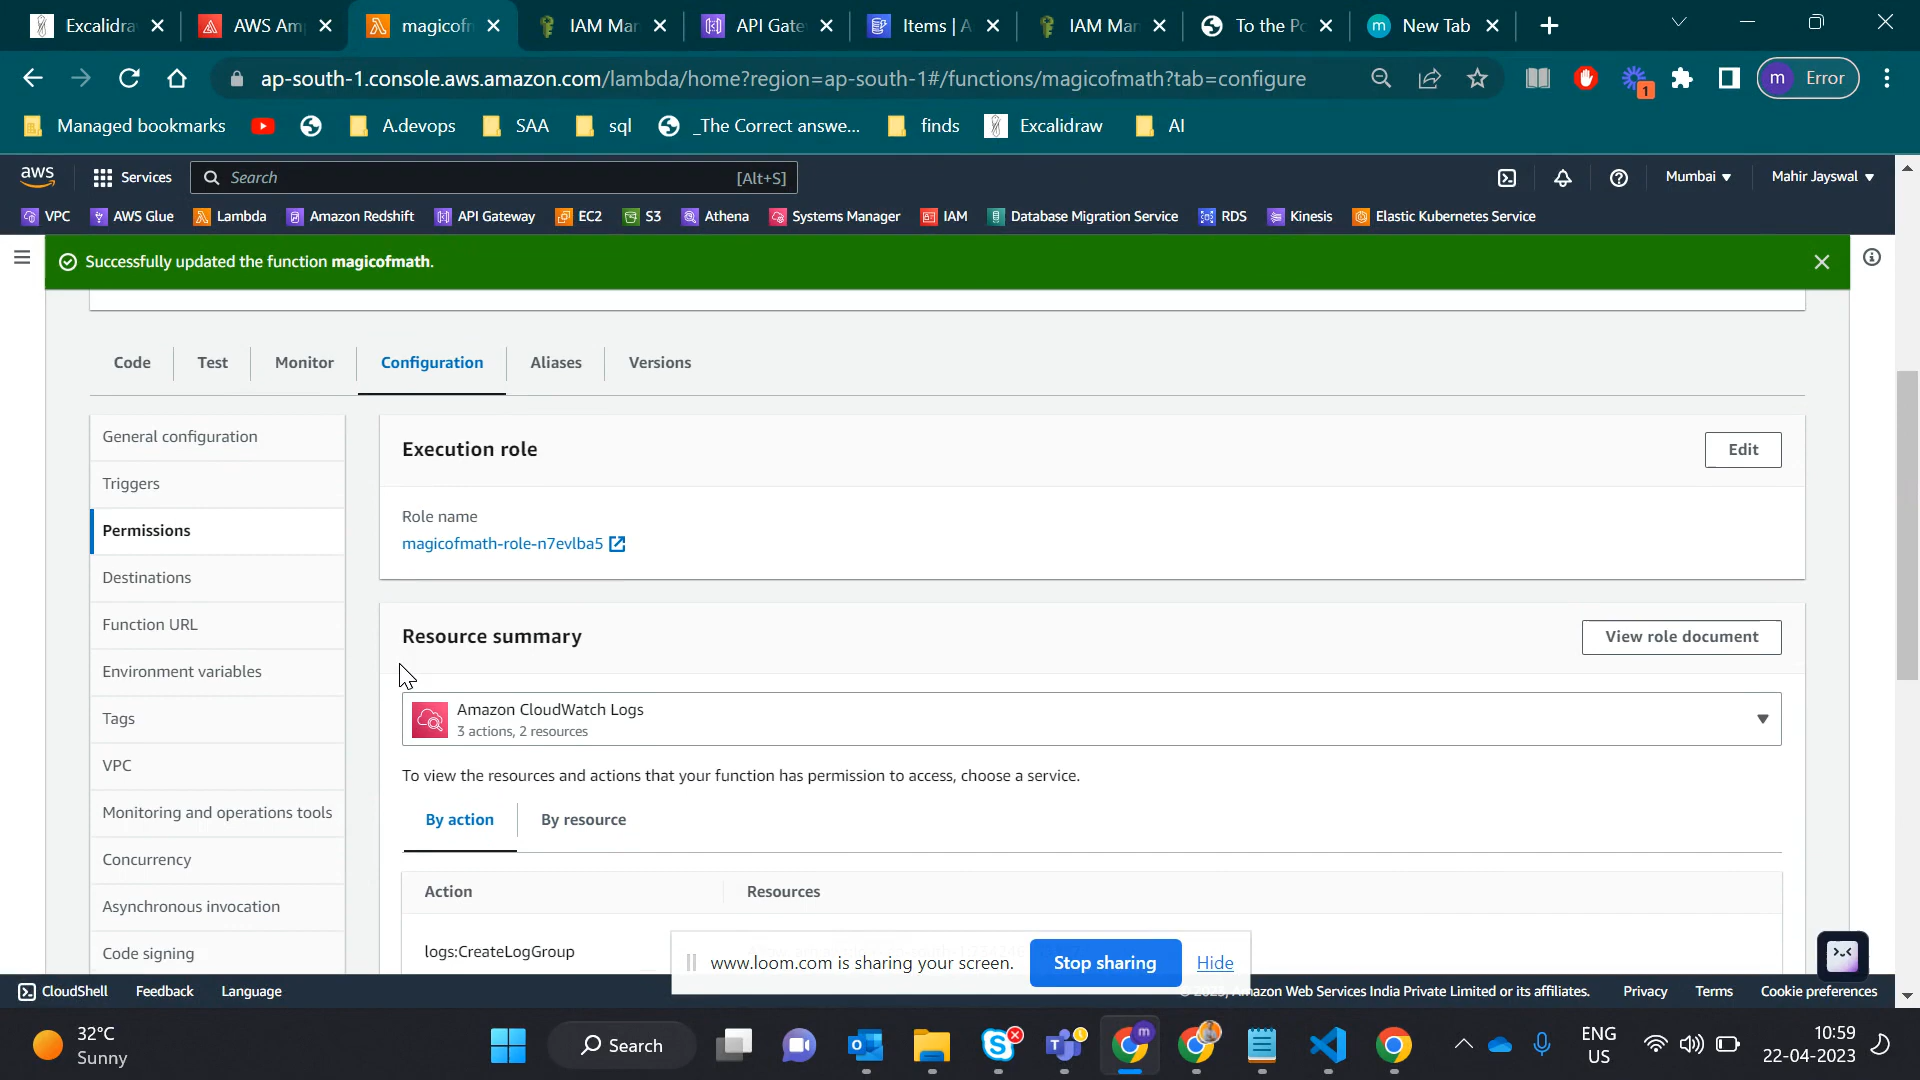 Excalidra
AWS Am
magicofm
IAM Man
API Gate
Items | A
IAM Man
To the Po
m New Tab
ap-south-1.console.aws.amazon.com/lambda/home?region=ap-south-1#/functions/magicofmath?tab=configure
1
m Error
Managed bookmarks
A.devops
SAA
sql
_The Correct answe...
finds
Excalidraw
AI
aws
Services
Search
[Alt+S]
Mumbai
Mahir Jayswal
VPC
AWS Glue
Lambda
Amazon Redshift
API Gateway
EC2
S3
Athena
Systems Manager
IAM
Database Migration Service
RDS
Kinesis
Elastic Kubernetes Service
Successfully updated the function magicofmath.
Code
Test
Monitor
Configuration
Aliases
Versions
General configuration
Triggers
Permissions
Destinations
Function URL
Environment variables
Tags
VPC
Monitoring and operations tools
Concurrency
Asynchronous invocation
Code signing
Execution role
Edit
Role name
magicofmath-role-n7evlba5
Resource summary
View role document
Amazon CloudWatch Logs
3 actions, 2 resources
To view the resources and actions that your function has permission to access, choose a service.
By action
By resource
Action
Resources
logs:CreateLogGroup
www.loom.com is sharing your screen.
Stop sharing
Hide
CloudShell
Feedback
Language
Amazon Web Services India Private Limited or its affiliates.
Privacy
Terms
Cookie preferences
32°C
Sunny
Search
ENG
US
10:59
22-04-2023